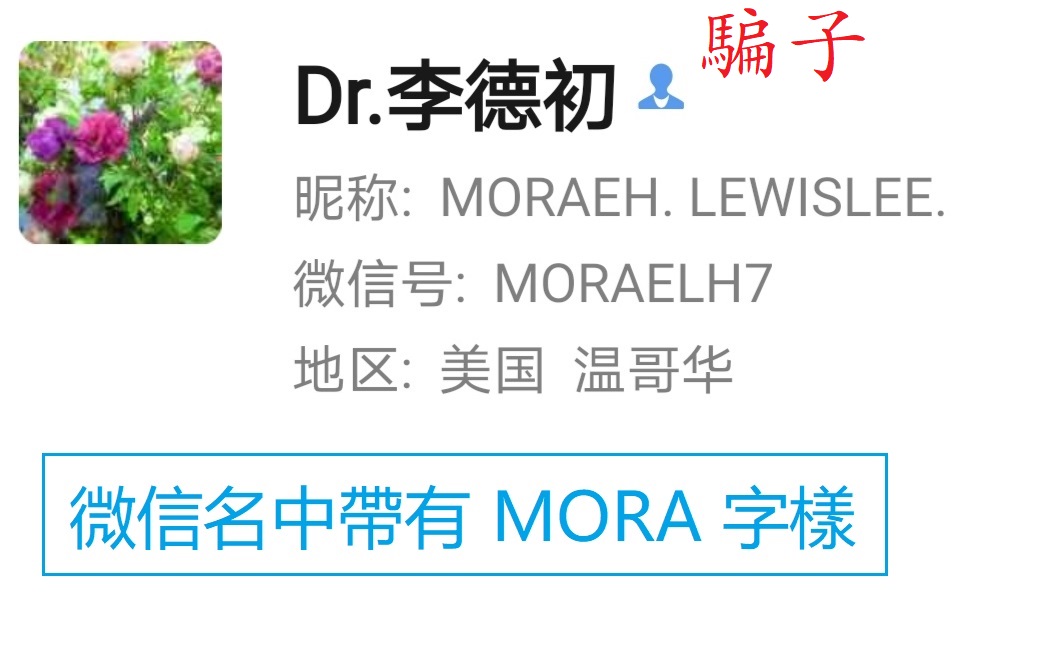 騙子
Dr.李德初
昵称: MORAEH. LEWISLEE.
微信号: MORAELH7
地区: 美国 温哥华
微信名中帶有 MORA 字樣